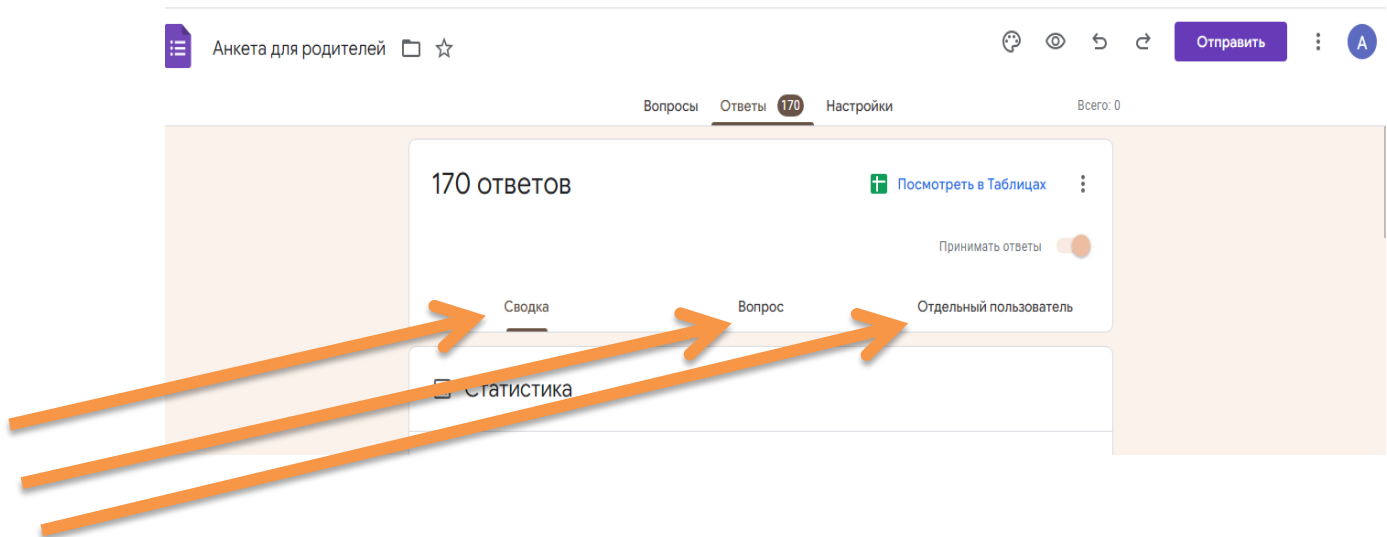 Анкета для родителей
Отправить
А
Вопросы Ответы 170 Настройки
Всего: 0
170 ответов
Посмотреть в Таблицах
Принимать ответы
Сводка Вопрос Отдельный пользователь
Статистика